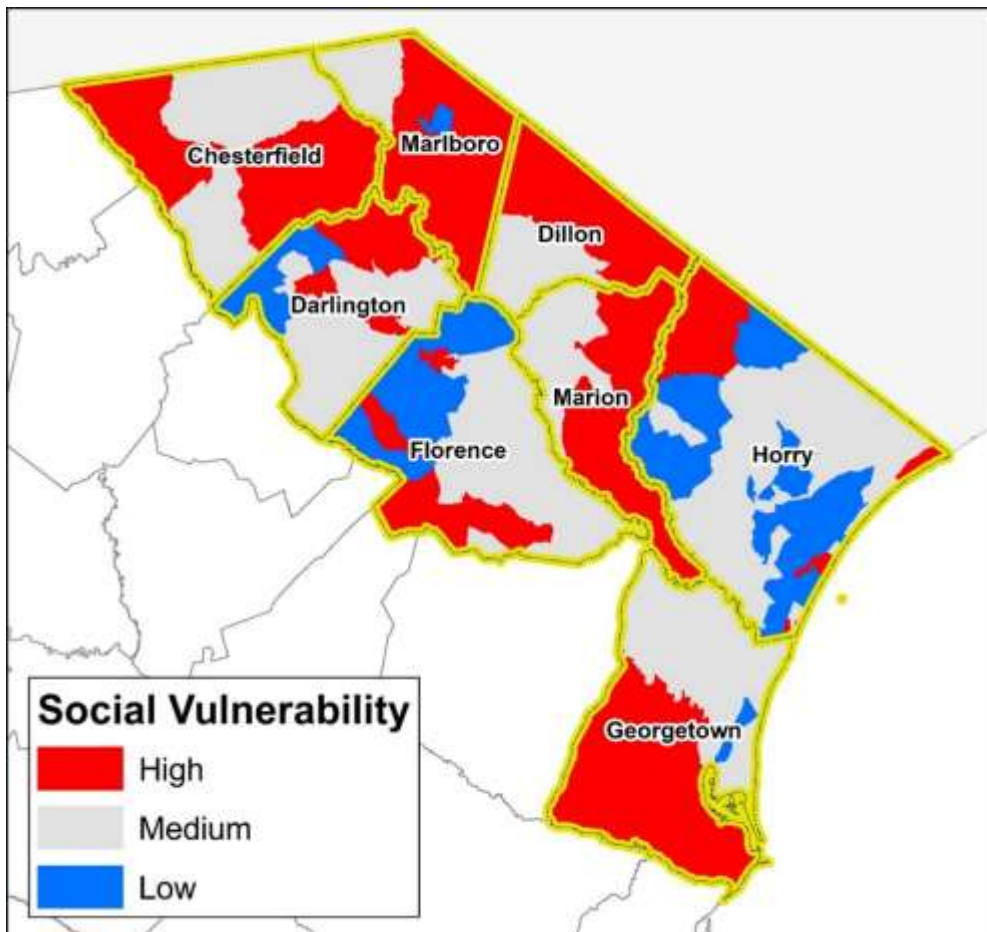 Marlboro
Chesterfield
Dillon
Darlington
Marion
Florence
Horry
Georgetown
Social Vulnerability
High
Medium
Low